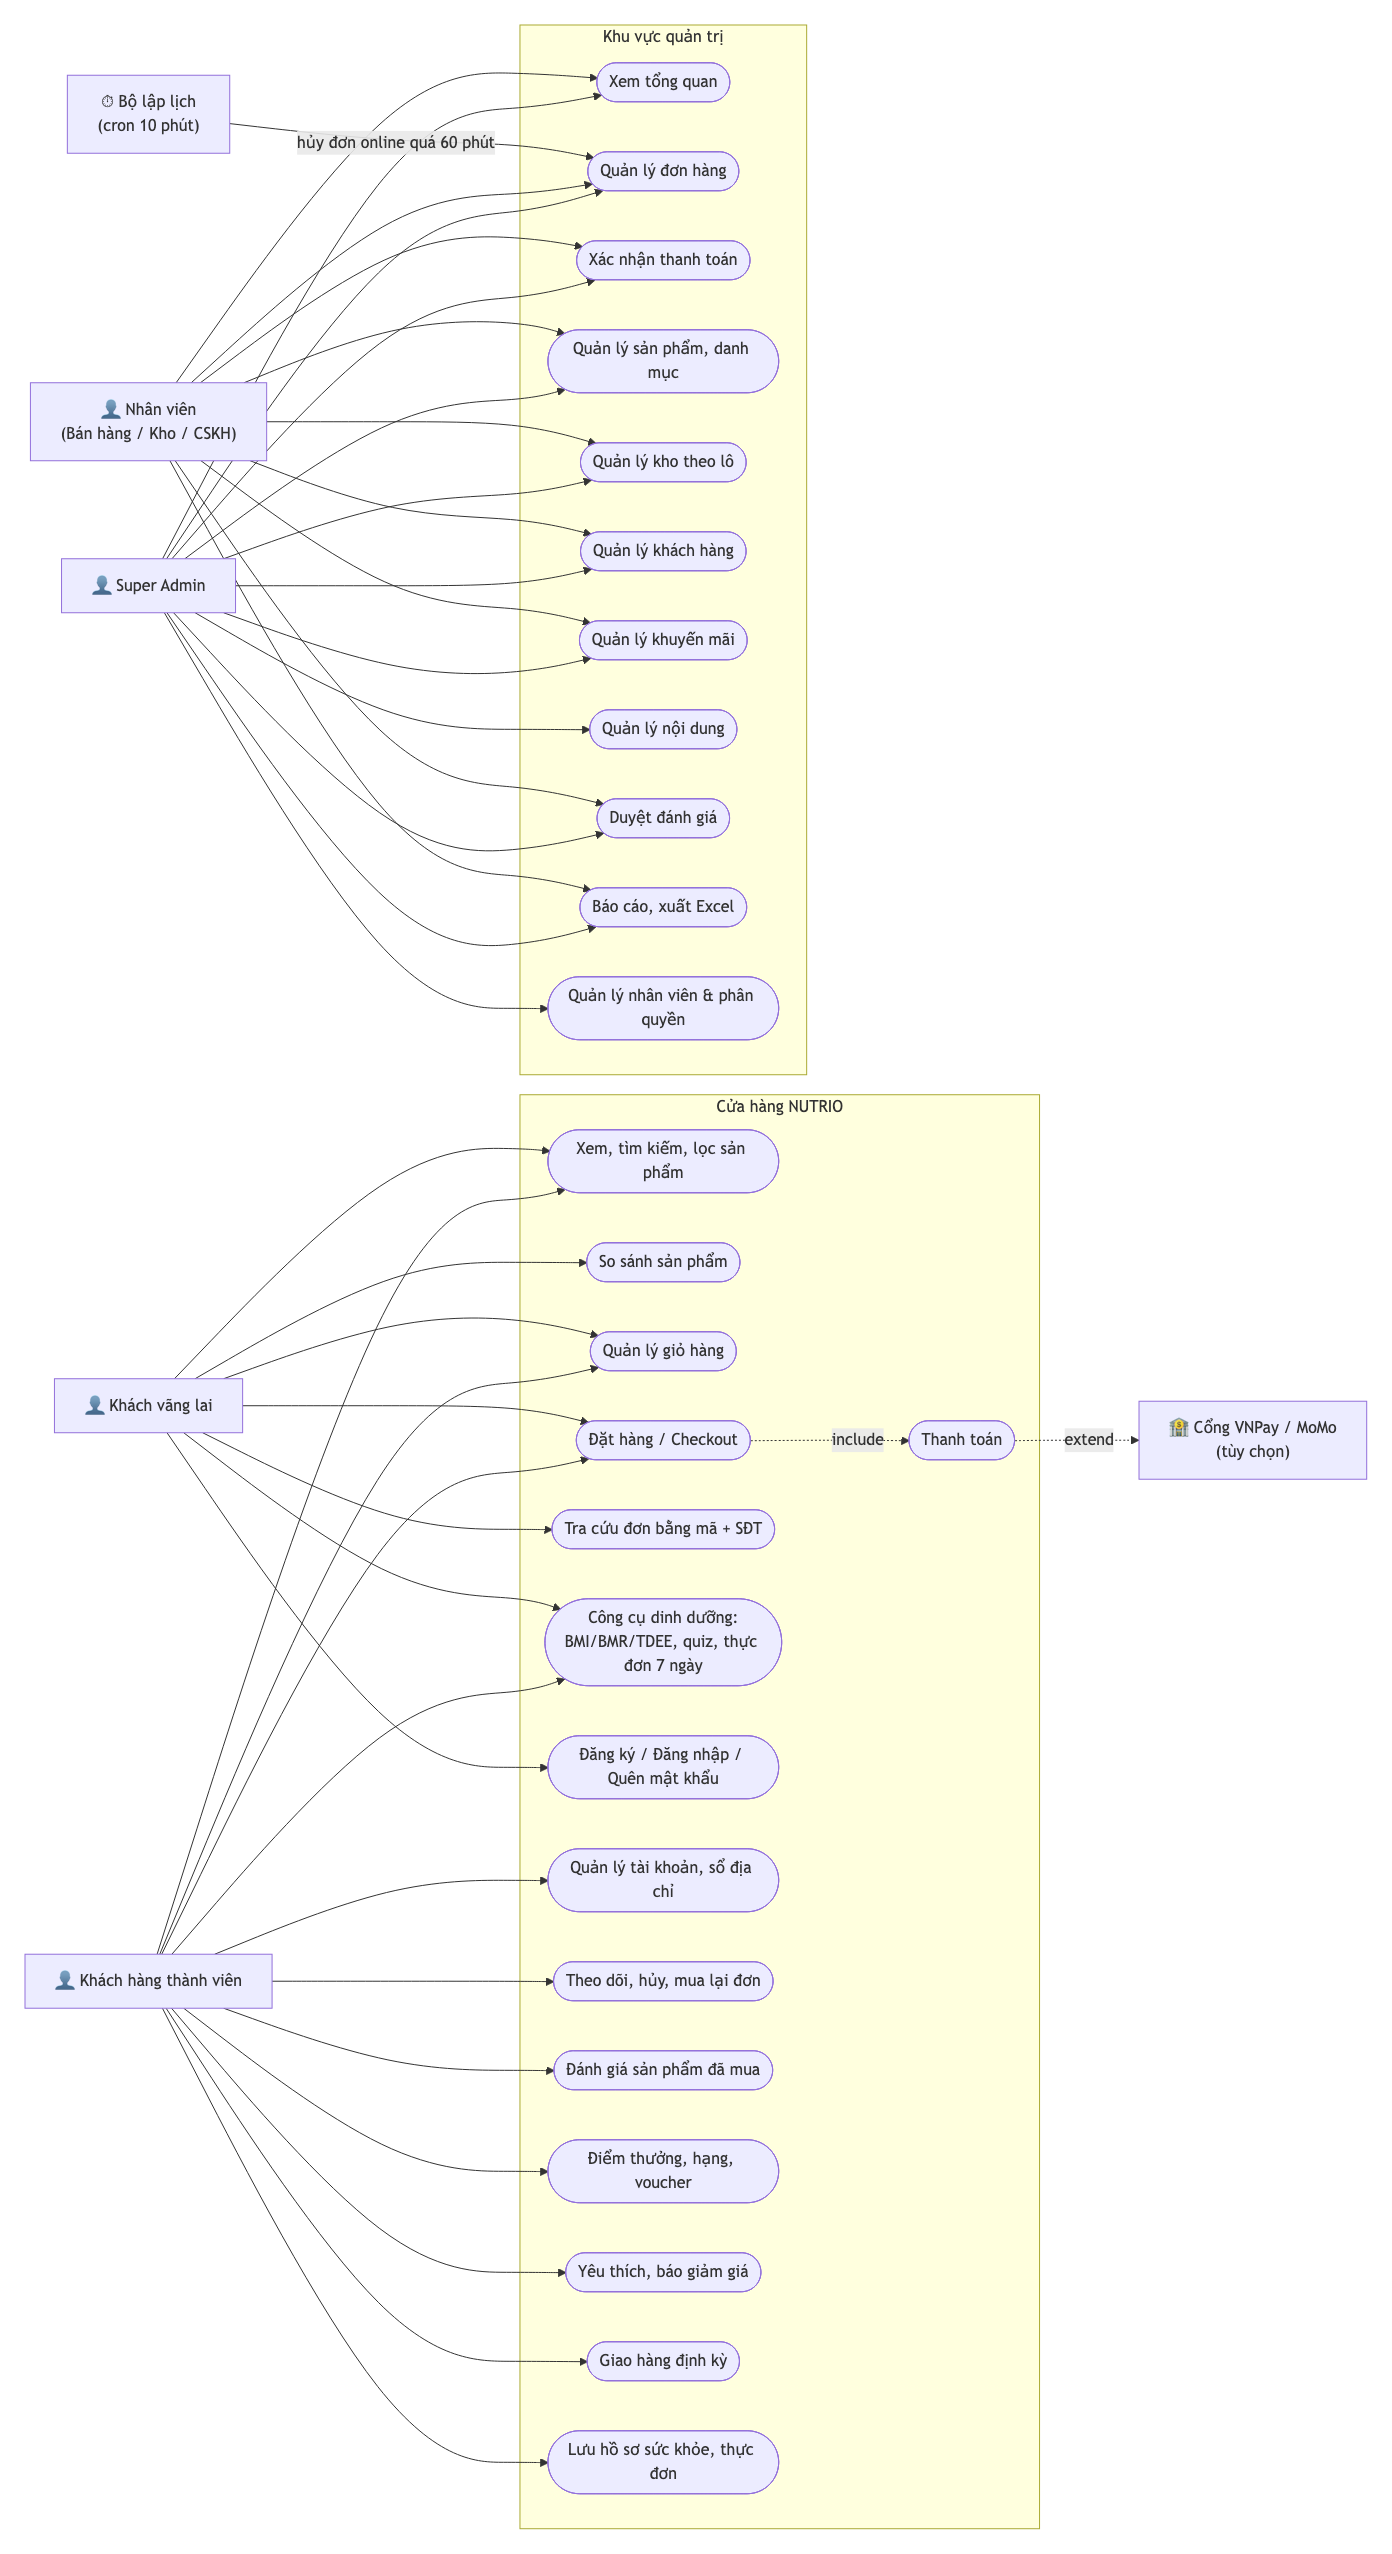 Khu vực quản trị
Xem tổng quan
⏱ Bộ lập lịch
(cron 10 phút)
hủy đơn online quá 60 phút
Quản lý đơn hàng
Xác nhận thanh toán
Quản lý sản phẩm, danh
mục
👤 Nhân viên
(Bán hàng / Kho / CSKH)
Quản lý kho theo lô
Quản lý khách hàng
👤 Super Admin
Quản lý khuyến mãi
Quản lý nội dung
Duyệt đánh giá
Báo cáo, xuất Excel
Quản lý nhân viên & phân
quyền
Cửa hàng NUTRIO
Xem, tìm kiếm, lọc sản
phẩm
So sánh sản phẩm
Quản lý giỏ hàng
👤 Khách vãng lai
Đặt hàng / Checkout
include
Thanh toán
extend
🏦 Cổng VNPay / MoMo
(tùy chọn)
Tra cứu đơn bằng mã + SĐT
Công cụ dinh dưỡng:
BMI/BMR/TDEE, quiz, thực
đơn 7 ngày
Đăng ký / Đăng nhập /
Quên mật khẩu
Quản lý tài khoản, sổ địa
chỉ
👤 Khách hàng thành viên
Theo dõi, hủy, mua lại đơn
Đánh giá sản phẩm đã mua
Điểm thưởng, hạng,
voucher
Yêu thích, báo giảm giá
Giao hàng định kỳ
Lưu hồ sơ sức khỏe, thực
đơn